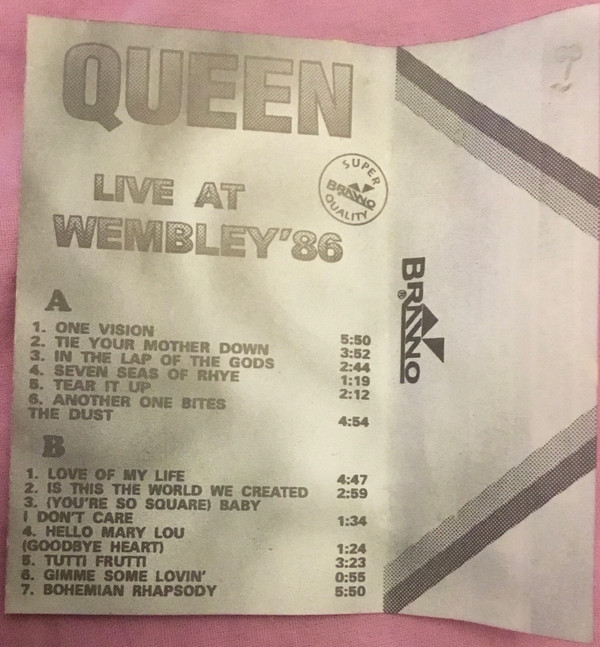 QUEEN
LIVE AT
WEMBLEY'86
SUPER
BRAWO
QUALITY
A
1. ONE VISION 5:50
2. TIE YOUR MOTHER DOWN 3:52
3. IN THE LAP OF THE GODS 2:44
4. SEVEN SEAS OF RHYE 1:19
5. TEAR IT UP 2:12
6. ANOTHER ONE BITES
THE DUST 4:54
B
1. LOVE OF MY LIFE 4:47
2. IS THIS THE WORLD WE CREATED 2:59
3. (YOU'RE SO SQUARE) BABY
I DON'T CARE 1:34
4. HELLO MARY LOU
(GOODBYE HEART) 1:24
5. TUTTI FRUTTI 3:23
6. GIMME SOME LOVIN' 0:55
7. BOHEMIAN RHAPSODY 5:50
BRAWO®